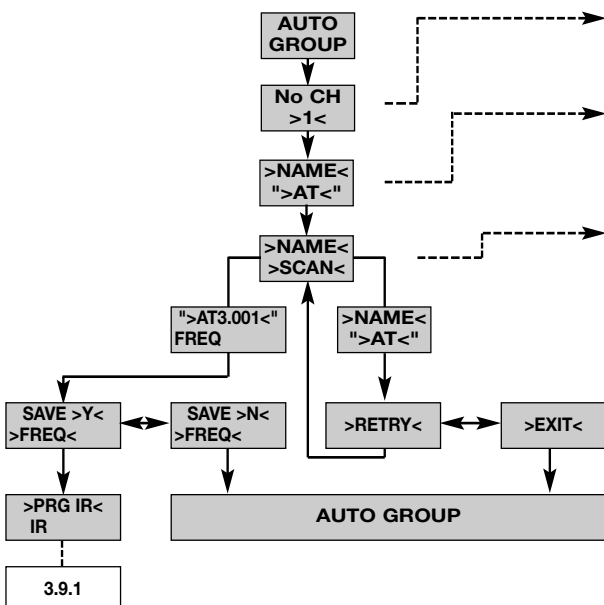 AUTO
GROUP
No CH
>1<
>NAME<
">AT<"
>NAME<
>SCAN<
">AT3.001<"
FREQ
>NAME<
">AT<"
SAVE >Y<
>FREQ<
SAVE >N<
>FREQ<
>RETRY<
>EXIT<
>PRG IR<
IR
AUTO GROUP
3.9.1